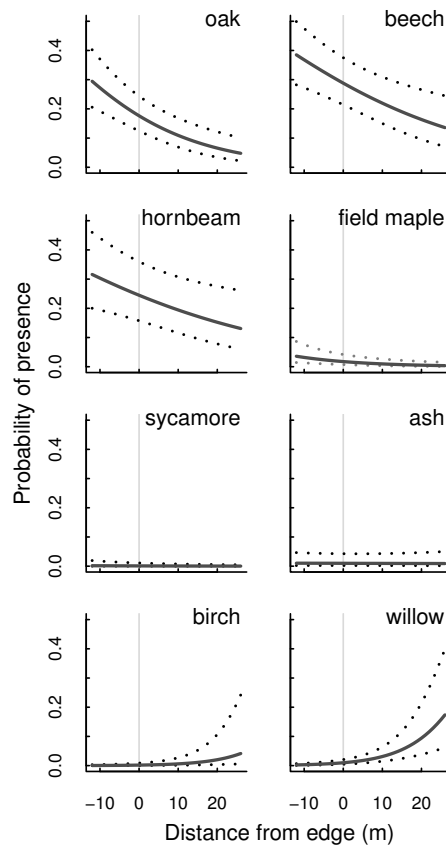 oak
beech
0.0 0.2 0.4
hornbeam
field maple
0.0 0.2 0.4
Probability of presence
sycamore
ash
0.0 0.2 0.4
birch
willow
0.0 0.2 0.4
−10 0 10 20
−10 0 10 20
Distance from edge (m)